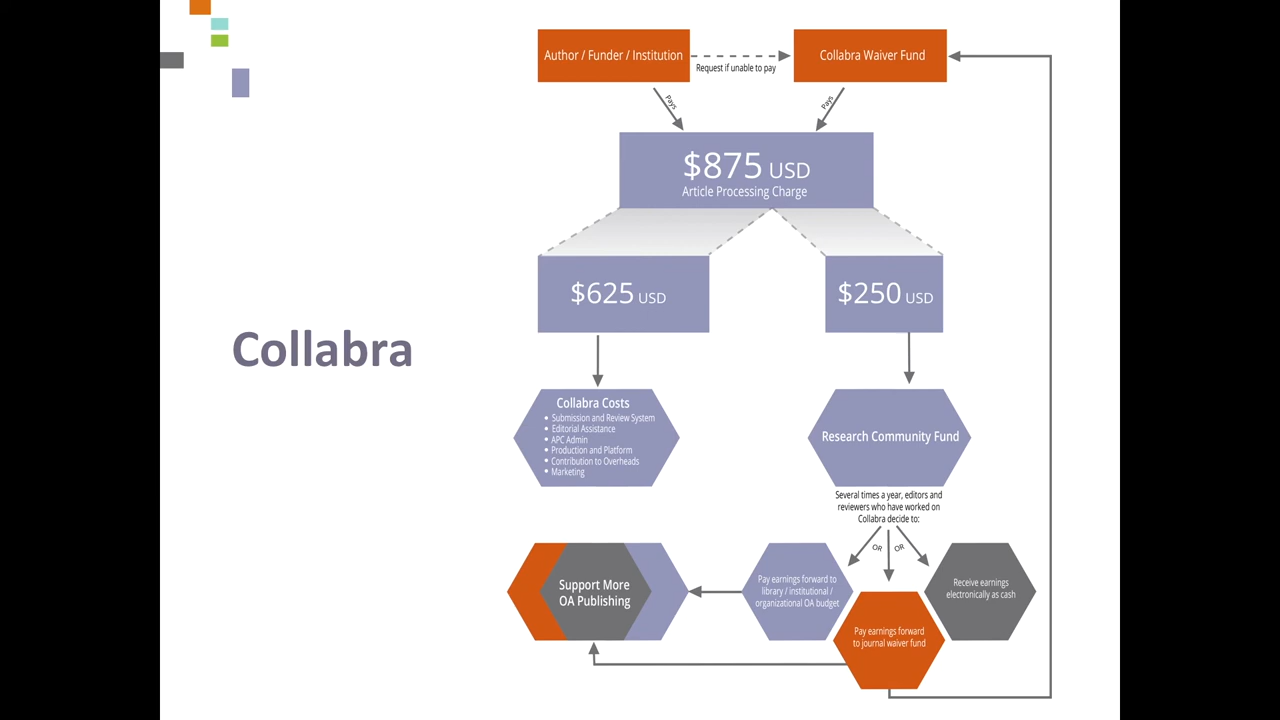 Author / Funder / Institution
Request if unable to pay
Collabra Waiver Fund
Pays
Pays
$875 USD
Article Processing Charge
$625 USD
$250 USD
Collabra
Collabra Costs
• Submission and Review System
• Editorial Assistance
• APC Admin
• Production and Platform
• Contribution to Overheads
• Marketing
Research Community Fund
Several times a year, editors and
reviewers who have worked on
Collabra decide to:
OR
OR
Support More
OA Publishing
Pay earnings forward to
library / institutional /
organizational OA budget
Pay earnings forward
to journal waiver fund
Receive earnings
electronically as cash